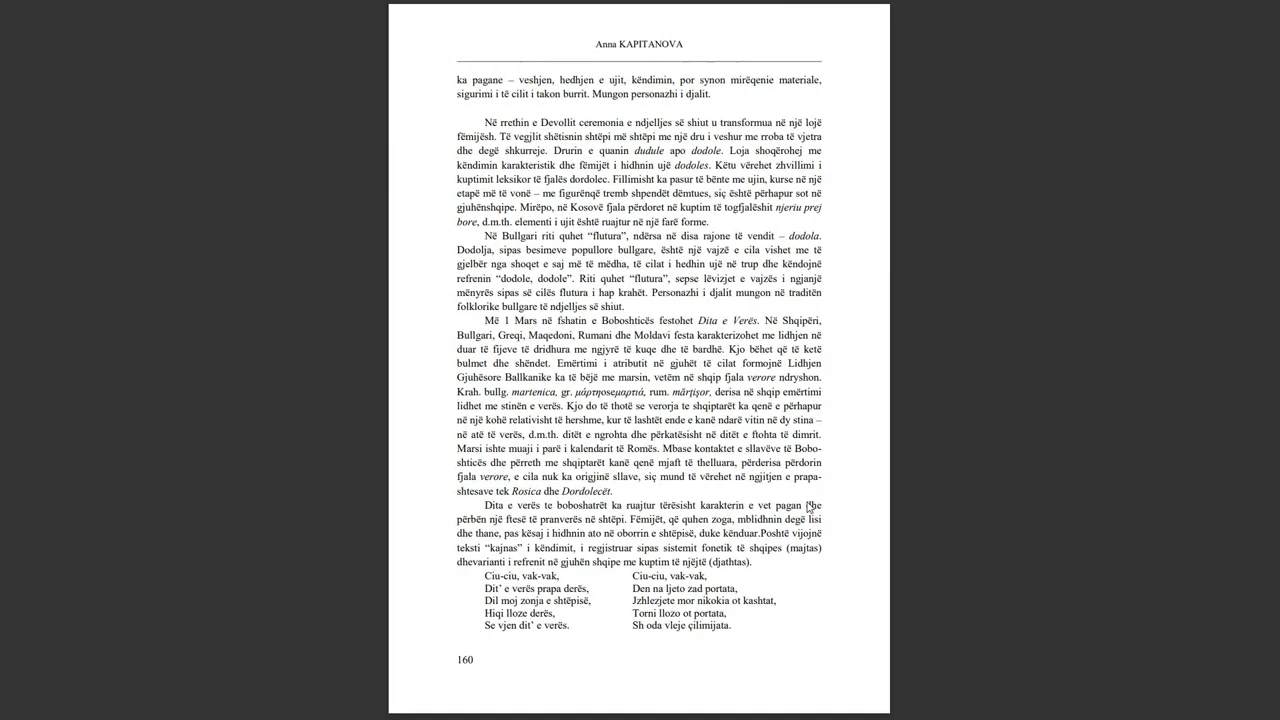 Anna KAPITANOVA
ka pagane – veshjen, hedhjen e ujit, këndimin, por synon mirëqenie materiale,
sigurimi i të cilit i takon burrit. Mungon personazhi i djalit.
Në rrethin e Devollit ceremonia e ndjelljes së shiut u transformua në një lojë
fëmijësh. Të vegjlit shëtisnin shtëpi më shtëpi me një dru i veshur me rroba të vjetra
dhe degë shkurreje. Drurin e quanin dudule apo dodole. Loja shoqërohej me
këndimin karakteristik dhe fëmijët i hidhnin ujë dodoles. Këtu vërehet zhvillimi i
kuptimit leksikor të fjalës dordolec. Fillimisht ka pasur të bënte me ujin, kurse në një
etapë më të vonë – me figurënqë tremb shpendët dëmtues, siç është përhapur sot në
gjuhënshqipe. Mirëpo, në Kosovë fjala përdoret në kuptim të togfjalëshit njeriu prej
bore, d.m.th. elementi i ujit është ruajtur në një farë forme.
Në Bullgari riti quhet “flutura”, ndërsa në disa rajone të vendit – dodola.
Dodolja, sipas besimeve popullore bullgare, është një vajzë e cila vishet me të
gjelbër nga shoqet e saj më të mëdha, të cilat i hedhin ujë në trup dhe këndojnë
refrenin “dodole, dodole”. Riti quhet “flutura”, sepse lëvizjet e vajzës i ngjanjë
mënyrës sipas së cilës flutura i hap krahët. Personazhi i djalit mungon në traditën
folklorike bullgare të ndjelljes së shiut.
Më 1 Mars në fshatin e Boboshticës festohet Dita e Verës. Në Shqipëri,
Bullgari, Greqi, Maqedoni, Rumani dhe Moldavi festa karakterizohet me lidhjen në
duar të fijeve të dridhura me ngjyrë të kuqe dhe të bardhë. Kjo bëhet që të ketë
bulmet dhe shëndet. Emërtimi i atributit në gjuhët të cilat formojnë Lidhjen
Gjuhësore Ballkanike ka të bëjë me marsin, vetëm në shqip fjala verore ndryshon.
Krah. bullg. martenica, gr. μάρτηοseμαρτιά, rum. mărţişor, derisa në shqip emërtimi
lidhet me stinën e verës. Kjo do të thotë se verorja te shqiptarët ka qenë e përhapur
në një kohë relativisht të hershme, kur të lashtët ende e kanë ndarë vitin në dy stina –
në atë të verës, d.m.th. ditët e ngrohta dhe përkatësisht në ditët e ftohta të dimrit.
Marsi ishte muaji i parë i kalendarit të Romës. Mbase kontaktet e sllavëve të Bobo-
shticës dhe përreth me shqiptarët kanë qenë mjaft të thelluara, përderisa përdorin
fjala verore, e cila nuk ka origjinë sllave, siç mund të vërehet në ngjitjen e prapa-
shtesave tek Rosica dhe Dordolecët.
Dita e verës te boboshatrët ka ruajtur tërësisht karakterin e vet pagan dhe
përbën një ftesë të pranverës në shtëpi. Fëmijët, që quhen zoga, mblidhnin degë lisi
dhe thane, pas kësaj i hidhnin ato në oborrin e shtëpisë, duke kënduar.Poshtë vijojnë
teksti “kajnas” i këndimit, i regjistruar sipas sistemit fonetik të shqipes (majtas)
dhevarianti i refrenit në gjuhën shqipe me kuptim të njëjtë (djathtas).
Ciu-ciu, vak-vak, Ciu-ciu, vak-vak,
Dit’ e verës prapa derës, Den na ljeto zad portata,
Dil moj zonja e shtëpisë, Jzhlezjete mor nikokia ot kashtat,
Hiqi lloze derës, Torni llozo ot portata,
Se vjen dit’ e verës. Sh oda vleje çilimijata.
160